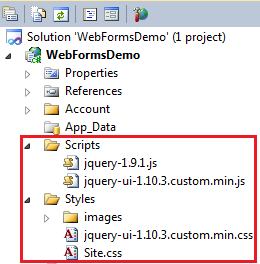 Solution 'WebFormsDemo' (1 project)
WebFormsDemo
Properties
References
Account
App_Data
Scripts
jquery-1.9.1.js
jquery-ui-1.10.3.custom.min.js
Styles
images
jquery-ui-1.10.3.custom.min.css
Site.css